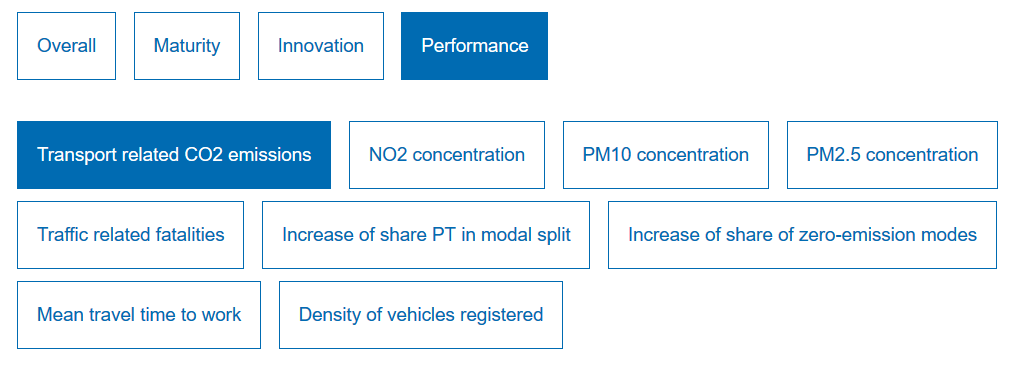 Overall Maturity Innovation Performance
Transport related CO2 emissions NO2 concentration PM10 concentration PM2.5 concentration
Traffic related fatalities Increase of share PT in modal split Increase of share of zero-emission modes
Mean travel time to work Density of vehicles registered